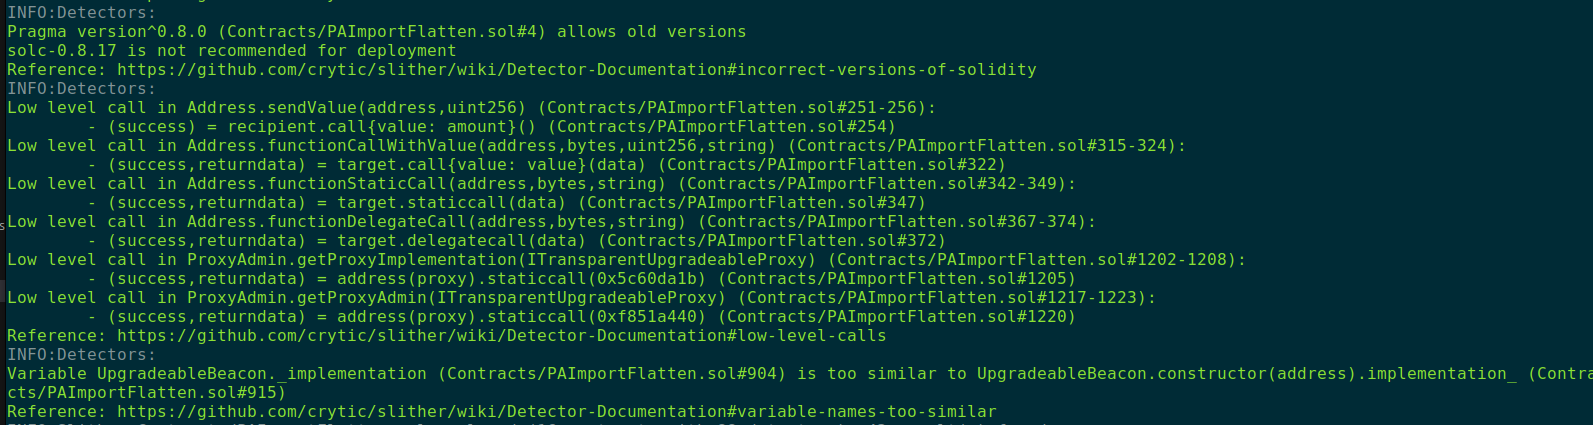 INFO:Detectors:
Pragma version^0.8.0 (Contracts/PAImportFlatten.sol#4) allows old versions
solc-0.8.17 is not recommended for deployment
Reference: https://github.com/crytic/slither/wiki/Detector-Documentation#incorrect-versions-of-solidity
INFO:Detectors:
Low level call in Address.sendValue(address,uint256) (Contracts/PAImportFlatten.sol#251-256):
        - (success) = recipient.call{value: amount}() (Contracts/PAImportFlatten.sol#254)
Low level call in Address.functionCallWithValue(address,bytes,uint256,string) (Contracts/PAImportFlatten.sol#315-324):
        - (success,returndata) = target.call{value: value}(data) (Contracts/PAImportFlatten.sol#322)
Low level call in Address.functionStaticCall(address,bytes,string) (Contracts/PAImportFlatten.sol#342-349):
        - (success,returndata) = target.staticcall(data) (Contracts/PAImportFlatten.sol#347)
Low level call in Address.functionDelegateCall(address,bytes,string) (Contracts/PAImportFlatten.sol#367-374):
        - (success,returndata) = target.delegatecall(data) (Contracts/PAImportFlatten.sol#372)
Low level call in ProxyAdmin.getProxyImplementation(ITransparentUpgradeableProxy) (Contracts/PAImportFlatten.sol#1202-1208):
        - (success,returndata) = address(proxy).staticcall(0x5c60da1b) (Contracts/PAImportFlatten.sol#1205)
Low level call in ProxyAdmin.getProxyAdmin(ITransparentUpgradeableProxy) (Contracts/PAImportFlatten.sol#1217-1223):
        - (success,returndata) = address(proxy).staticcall(0xf851a440) (Contracts/PAImportFlatten.sol#1220)
Reference: https://github.com/crytic/slither/wiki/Detector-Documentation#low-level-calls
INFO:Detectors:
Variable UpgradeableBeacon._implementation (Contracts/PAImportFlatten.sol#904) is too similar to UpgradeableBeacon.constructor(address).implementation_ (Contra
cts/PAImportFlatten.sol#915)
Reference: https://github.com/crytic/slither/wiki/Detector-Documentation#variable-names-too-similar